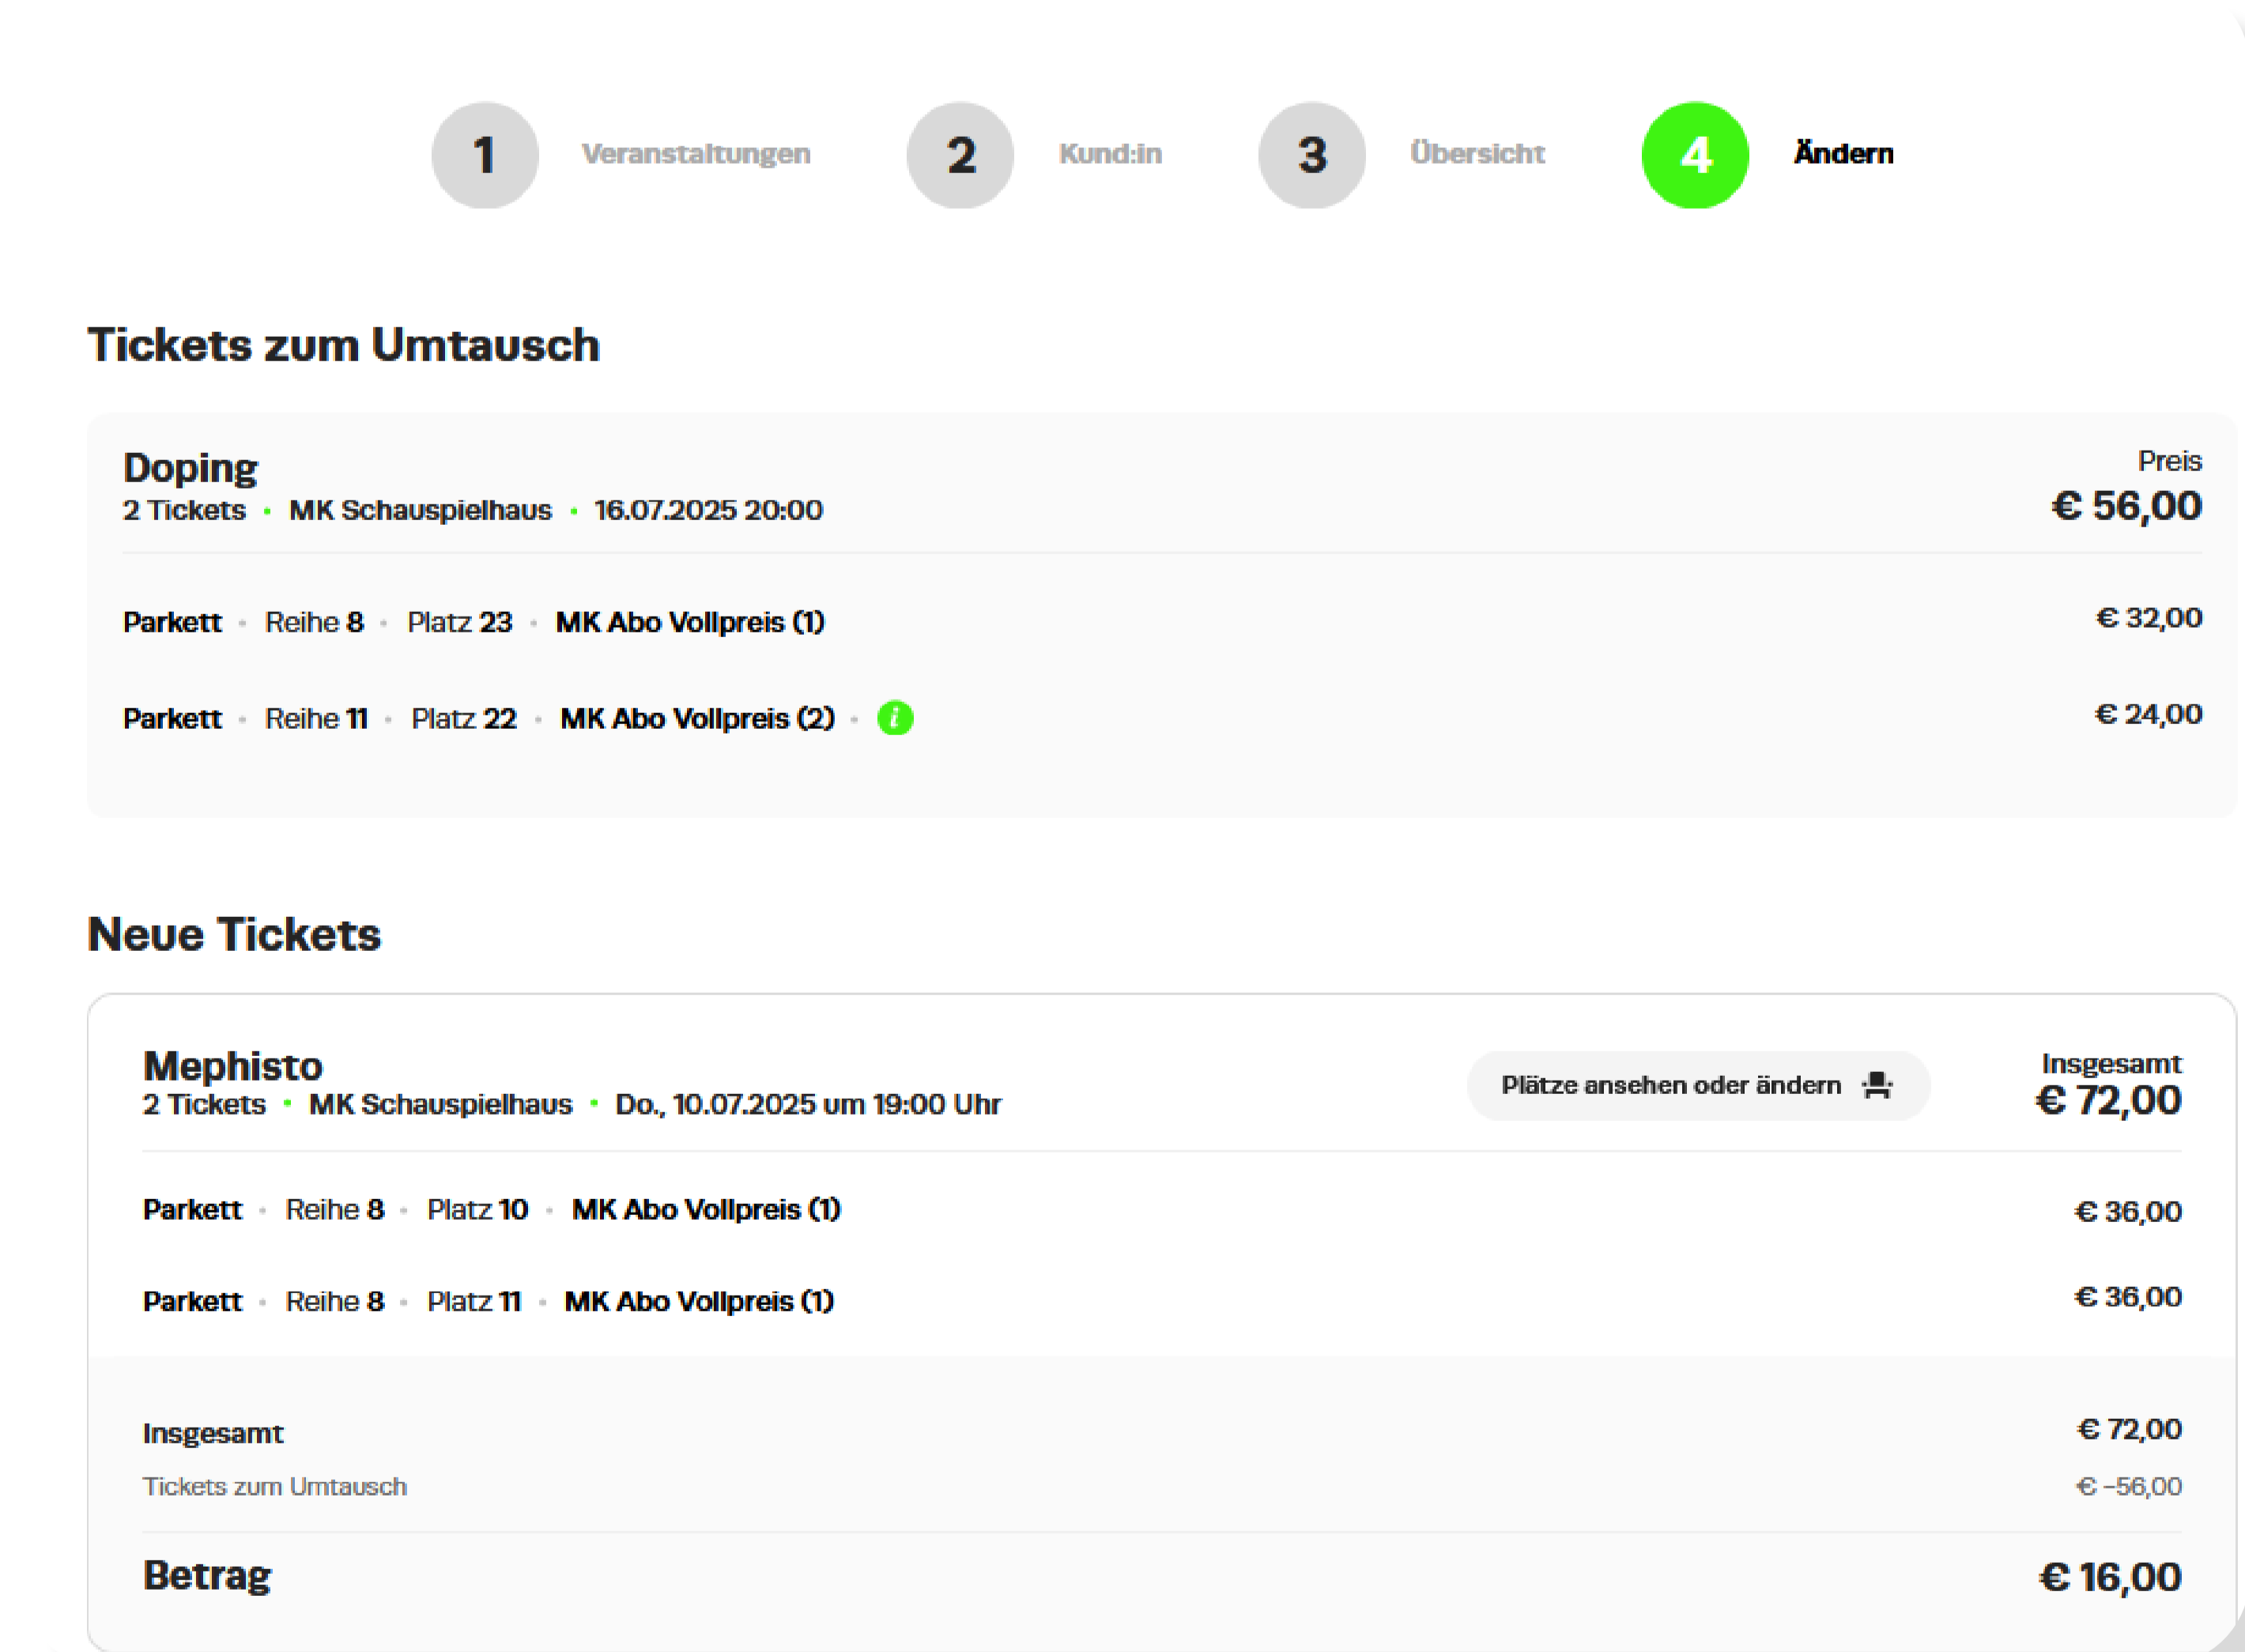 1 Veranstaltungen 2 Kund:in 3 Übersicht 4 Ändern
Tickets zum Umtausch
Doping
Preis
2 Tickets • MK Schauspielhaus • 16.07.2025 20:00
€ 56,00
Parkett • Reihe 8 • Platz 23 • MK Abo Vollpreis (1)
€ 32,00
Parkett • Reihe 11 • Platz 22 • MK Abo Vollpreis (2) • i
€ 24,00
Neue Tickets
Mephisto
2 Tickets • MK Schauspielhaus • Do., 10.07.2025 um 19:00 Uhr
Plätze ansehen oder ändern
Insgesamt
€ 72,00
Parkett • Reihe 8 • Platz 10 • MK Abo Vollpreis (1)
€ 36,00
Parkett • Reihe 8 • Platz 11 • MK Abo Vollpreis (1)
€ 36,00
Insgesamt
€ 72,00
Tickets zum Umtausch
€ -56,00
Betrag
€ 16,00